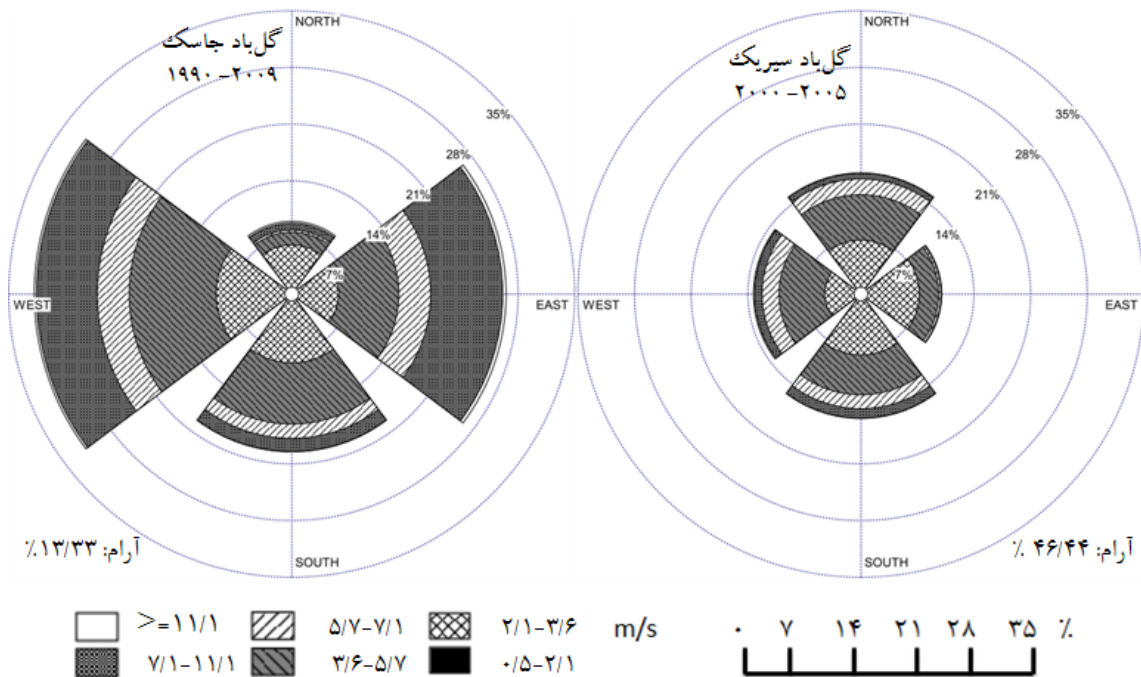 NORTH
گل‌باد جاسک
۱۹۹۰-۲۰۰۹
35%
28%
21%
14%
7%
WEST
EAST
SOUTH
آرام: ۱۳/۳۳٪
NORTH
گل‌باد سیریک
۲۰۰۰-۲۰۰۵
35%
28%
21%
14%
7%
WEST
EAST
SOUTH
آرام: ۴۶/۴۴ ٪
>=۱۱/۱
۵/۷-۷/۱
۲/۱-۳/۶
m/s
۷/۱-۱۱/۱
۳/۶-۵/۷
۰/۵-۲/۱
۰ ۷ ۱۴ ۲۱ ۲۸ ۳۵ ٪